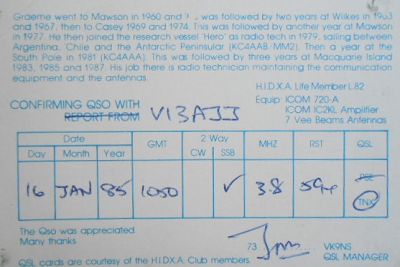 Graeme went to Mawson in 1960 and was followed by two years at Wilkes in 1963
and 1967, then to Casey 1969 and 1974. This was followed by another year at Mawson
in 1977. He then joined the research vessel 'Hero' as radio tech in 1979, sailing between
Argentina, Chile and the Antarctic Peninsular (KC4AAB/MM2). Then a year at the
South Pole in 1981 (KC4AAA). This was followed by three years at Macquarie Island
1983, 1985 and 1987. His job there is radio technician maintaining the communication
equipment and the antennas.
H.I.D.X.A. Life Member L82
CONFIRMING QSO WITH
REPORT FROM VI3AJJ
Equip ICOM 720-A
ICOM IC2KL Amplifier
7 Vee Beams Antennas
Date GMT 2 Way MHZ RST QSL
Day Month Year CW SSB
PSE
16 JAN 85 1050 ✓ 3.8 59+
TNX
The Qso was appreciated.
Many thanks
73 Jim VK9NS
QSL MANAGER
QSL cards are courtesy of the H.I.D.X.A. Club members.